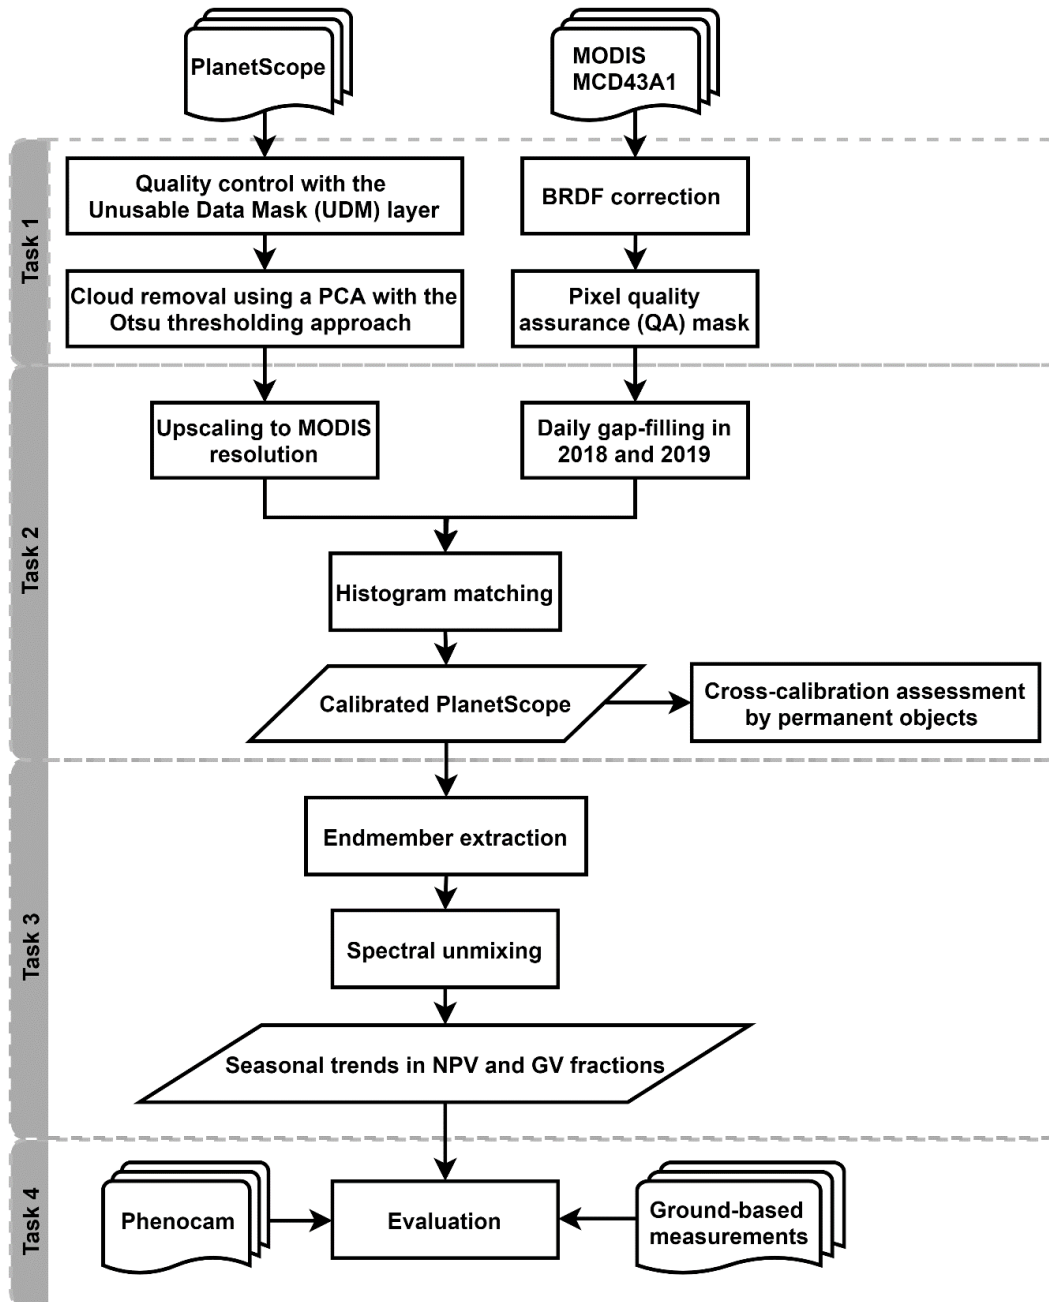 PlanetScope
MODIS
MCD43A1
Task 1
Quality control with the
Unusable Data Mask (UDM) layer
BRDF correction
Cloud removal using a PCA with the
Otsu thresholding approach
Pixel quality
assurance (QA) mask
Task 2
Upscaling to MODIS
resolution
Daily gap-filling in
2018 and 2019
Histogram matching
Calibrated PlanetScope
Cross-calibration assessment
by permanent objects
Task 3
Endmember extraction
Spectral unmixing
Seasonal trends in NPV and GV fractions
Task 4
Phenocam
Evaluation
Ground-based
measurements